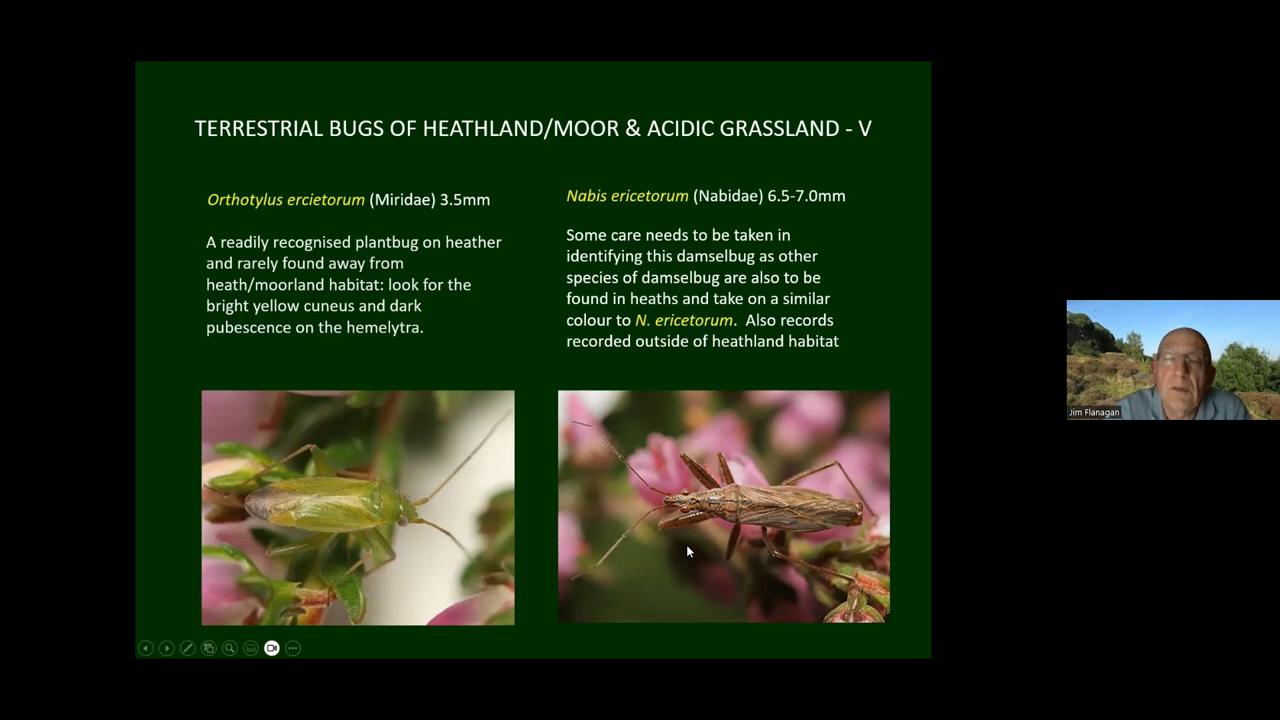 TERRESTRIAL BUGS OF HEATHLAND/MOOR & ACIDIC GRASSLAND - V
Orthotylus ercietorum (Miridae) 3.5mm
A readily recognised plantbug on heather
and rarely found away from
heath/moorland habitat: look for the
bright yellow cuneus and dark
pubescence on the hemelytra.
Nabis ericetorum (Nabidae) 6.5-7.0mm
Some care needs to be taken in
identifying this damselbug as other
species of damselbug are also to be
found in heaths and take on a similar
colour to N. ericetorum.  Also records
recorded outside of heathland habitat
Jim Flanagan